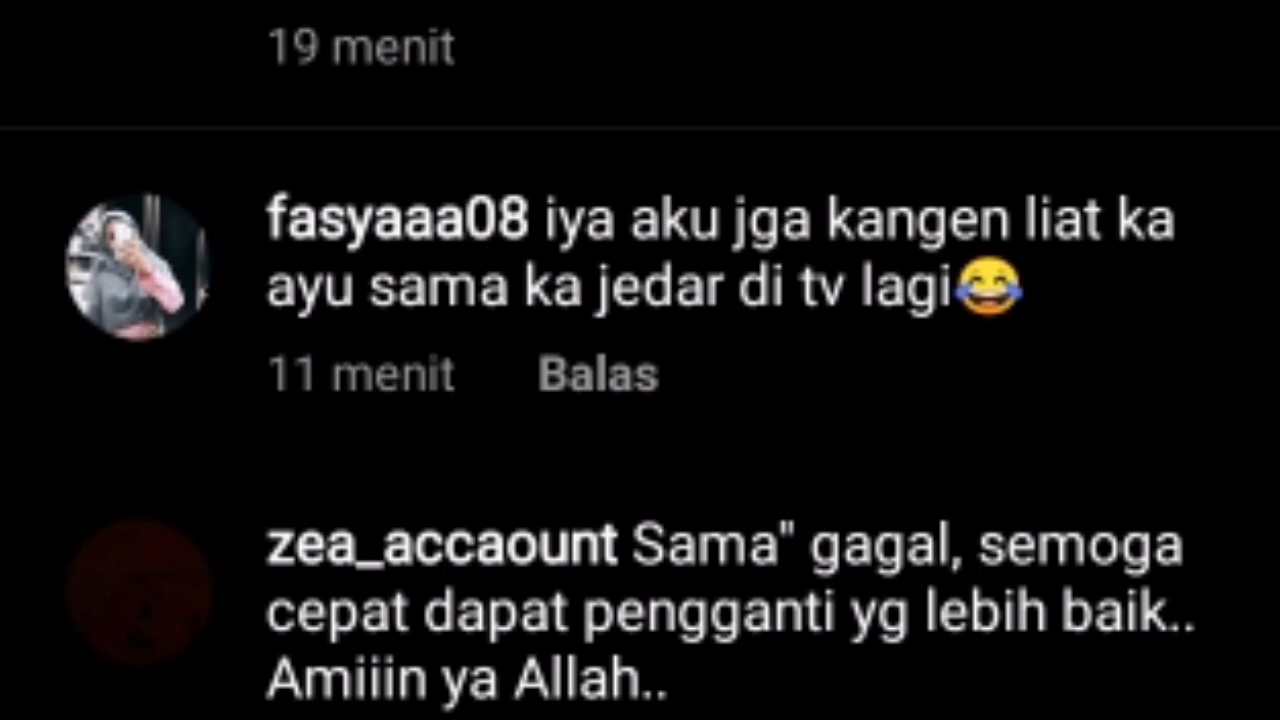 19 menit
fasyaaa08 iya aku jga kangen liat ka
ayu sama ka jedar di tv lagi😂
11 menit Balas
zea_accaount Sama" gagal, semoga
cepat dapat pengganti yg lebih baik..
Amiiin ya Allah..